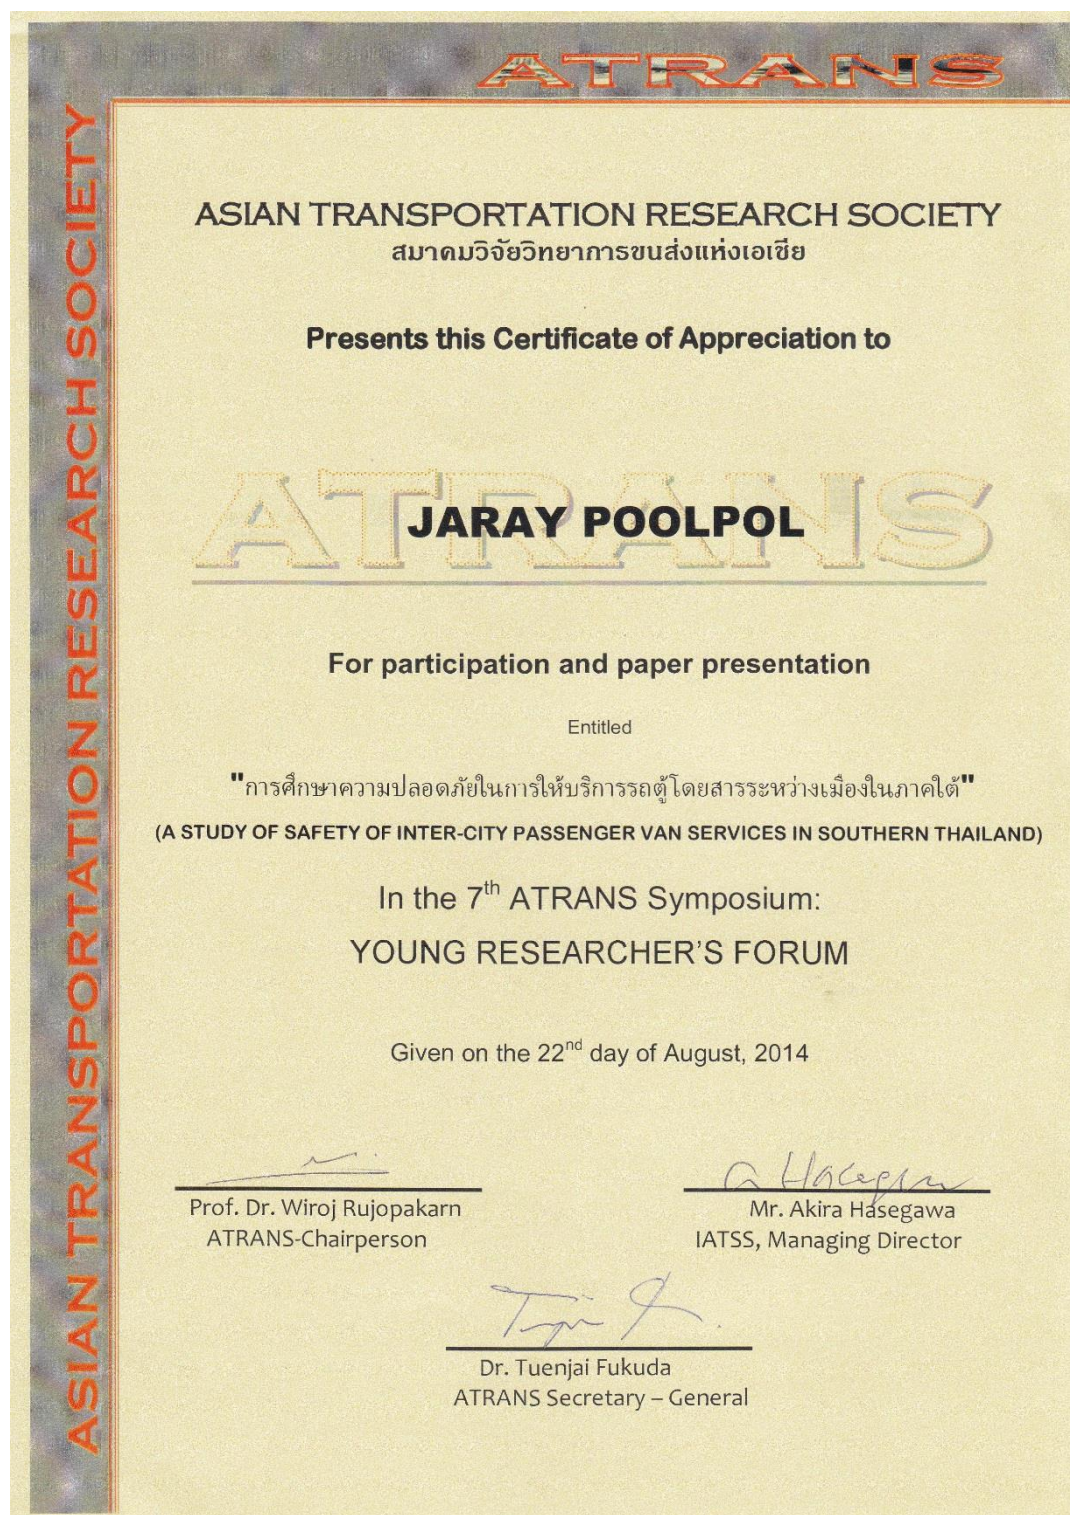 ATRANS
ASIAN TRANSPORTATION RESEARCH SOCIETY
ASIAN TRANSPORTATION RESEARCH SOCIETY
สมาคมวิจัยวิทยาการขนส่งแห่งเอเชีย
Presents this Certificate of Appreciation to
ATRANS
JARAY POOLPOL
For participation and paper presentation
Entitled
"การศึกษาความปลอดภัยในการให้บริการรถตู้โดยสารระหว่างเมืองในภาคใต้"
(A STUDY OF SAFETY OF INTER-CITY PASSENGER VAN SERVICES IN SOUTHERN THAILAND)
In the 7th ATRANS Symposium:
YOUNG RESEARCHER'S FORUM
Given on the 22nd day of August, 2014
Prof. Dr. Wiroj Rujopakarn
ATRANS-Chairperson
A Hasegawa
Mr. Akira Hasegawa
IATSS, Managing Director
Dr. Tuenjai Fukuda
ATRANS Secretary – General